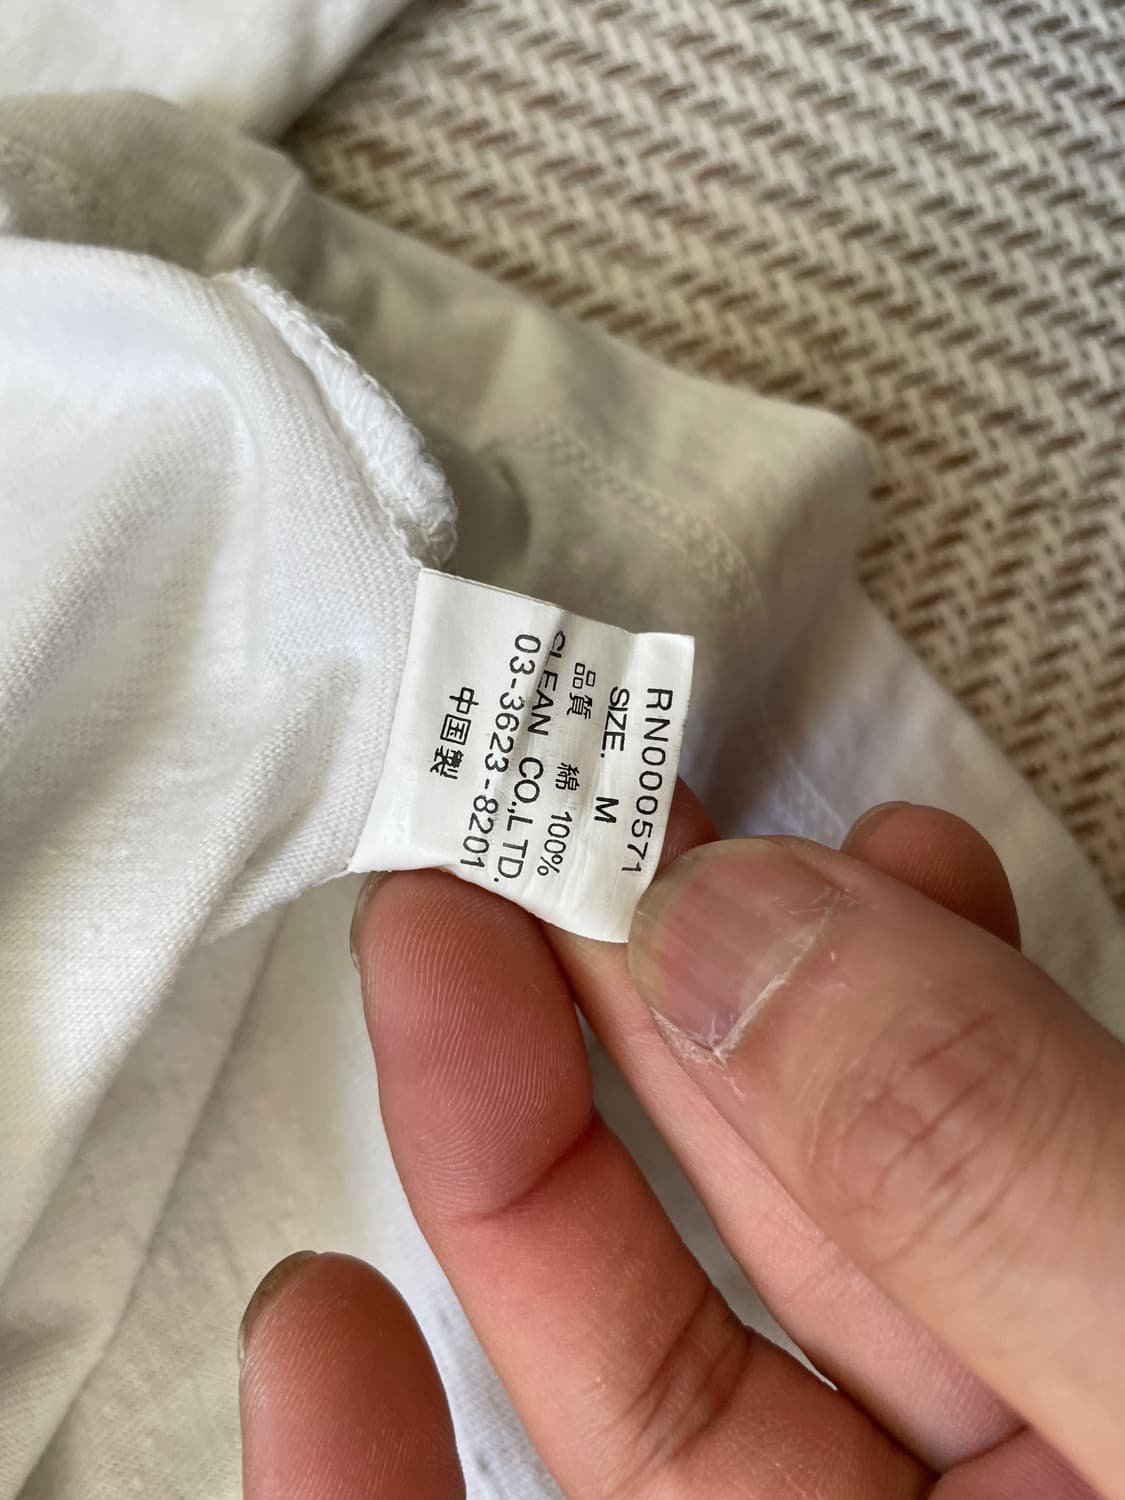 RN000571
SIZE. M
品質 綿 100%
CLEAN CO.,LTD.
03-3623-8201
中国製